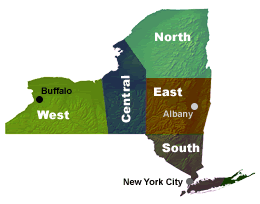 North
Buffalo
Central
East
West
Albany
South
New York City